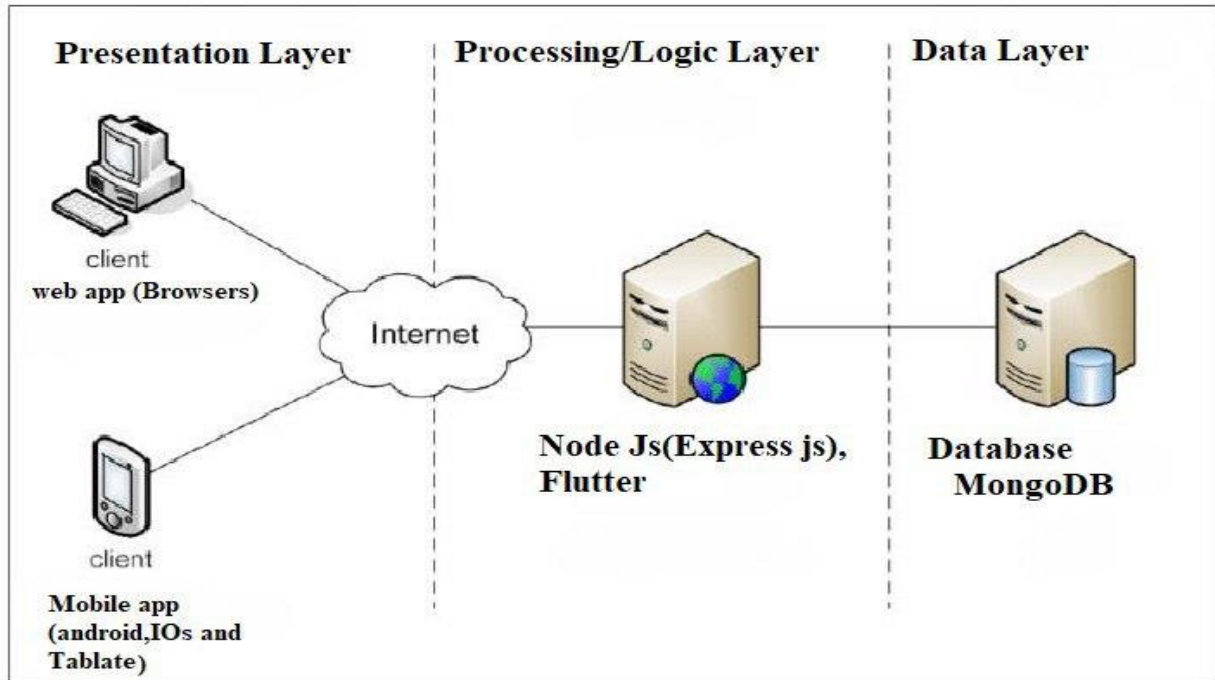 Presentation Layer
Processing/Logic Layer
Data Layer
client
web app (Browsers)
Internet
client
Mobile app
(android,IOs and
Tablate)
Node Js(Express js),
Flutter
Database
MongoDB